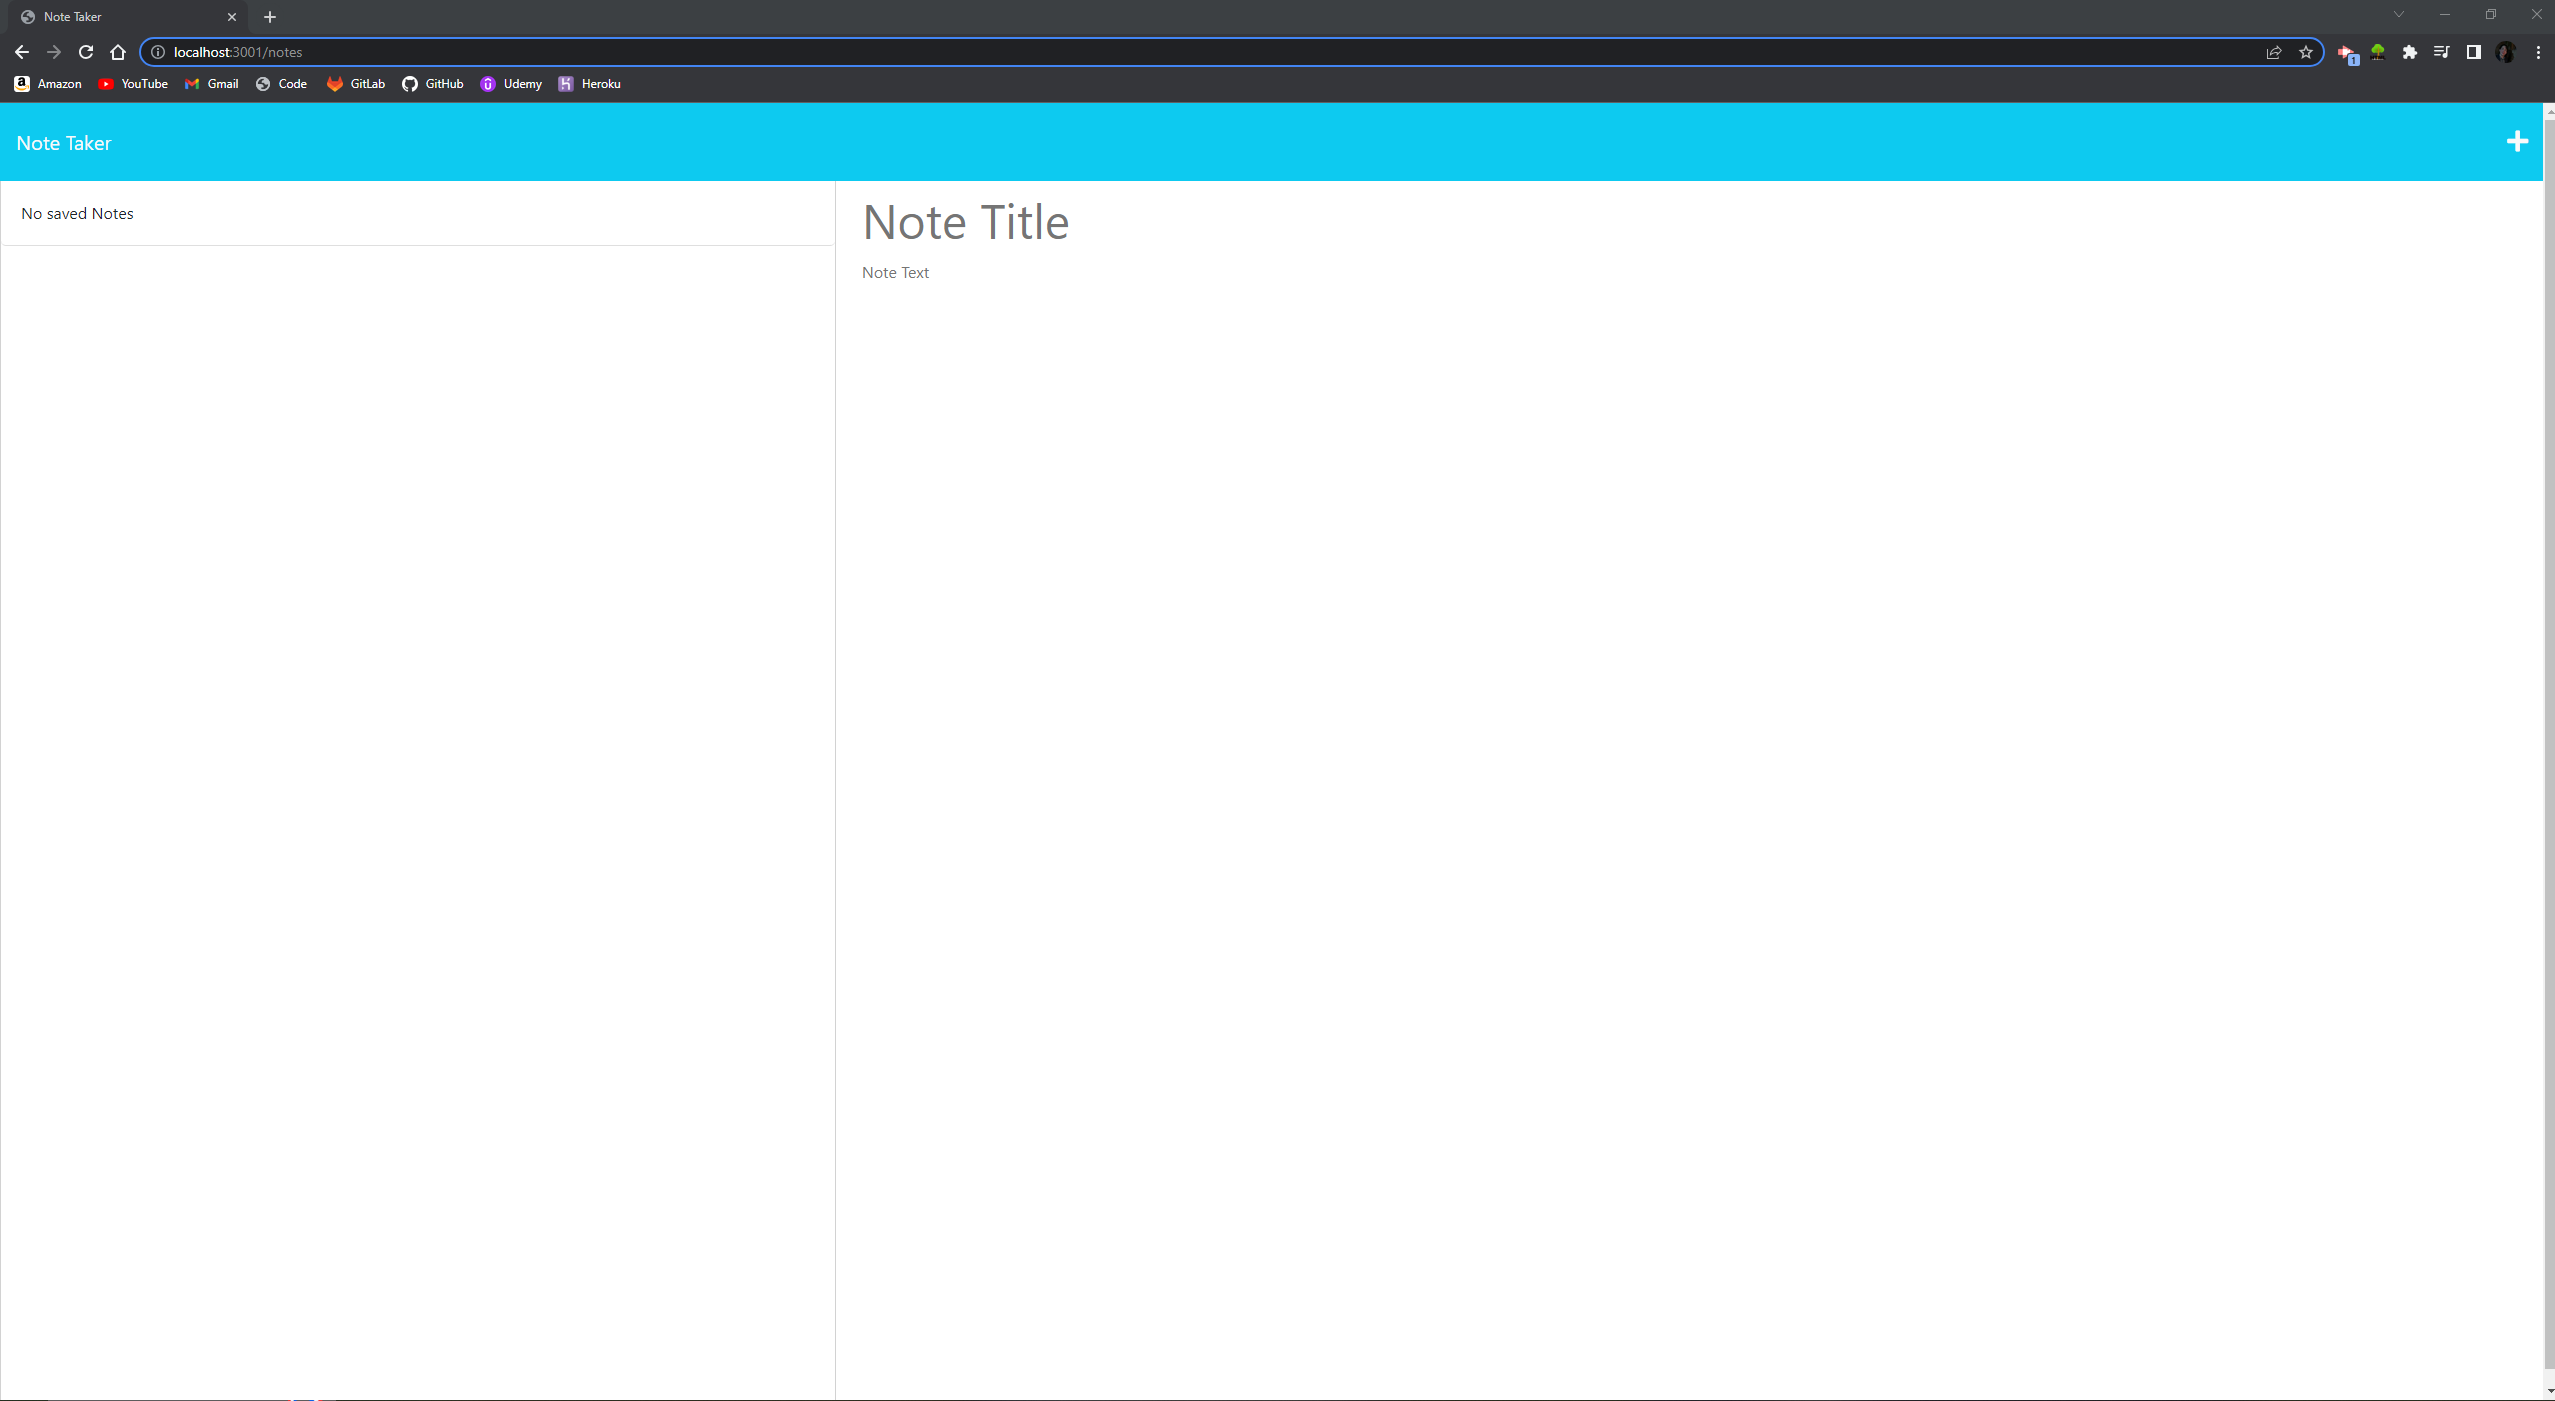 Note Taker
localhost:3001/notes
1
Amazon YouTube Gmail Code GitLab GitHub Udemy Heroku
Note Taker
No saved Notes
Note Title
Note Text